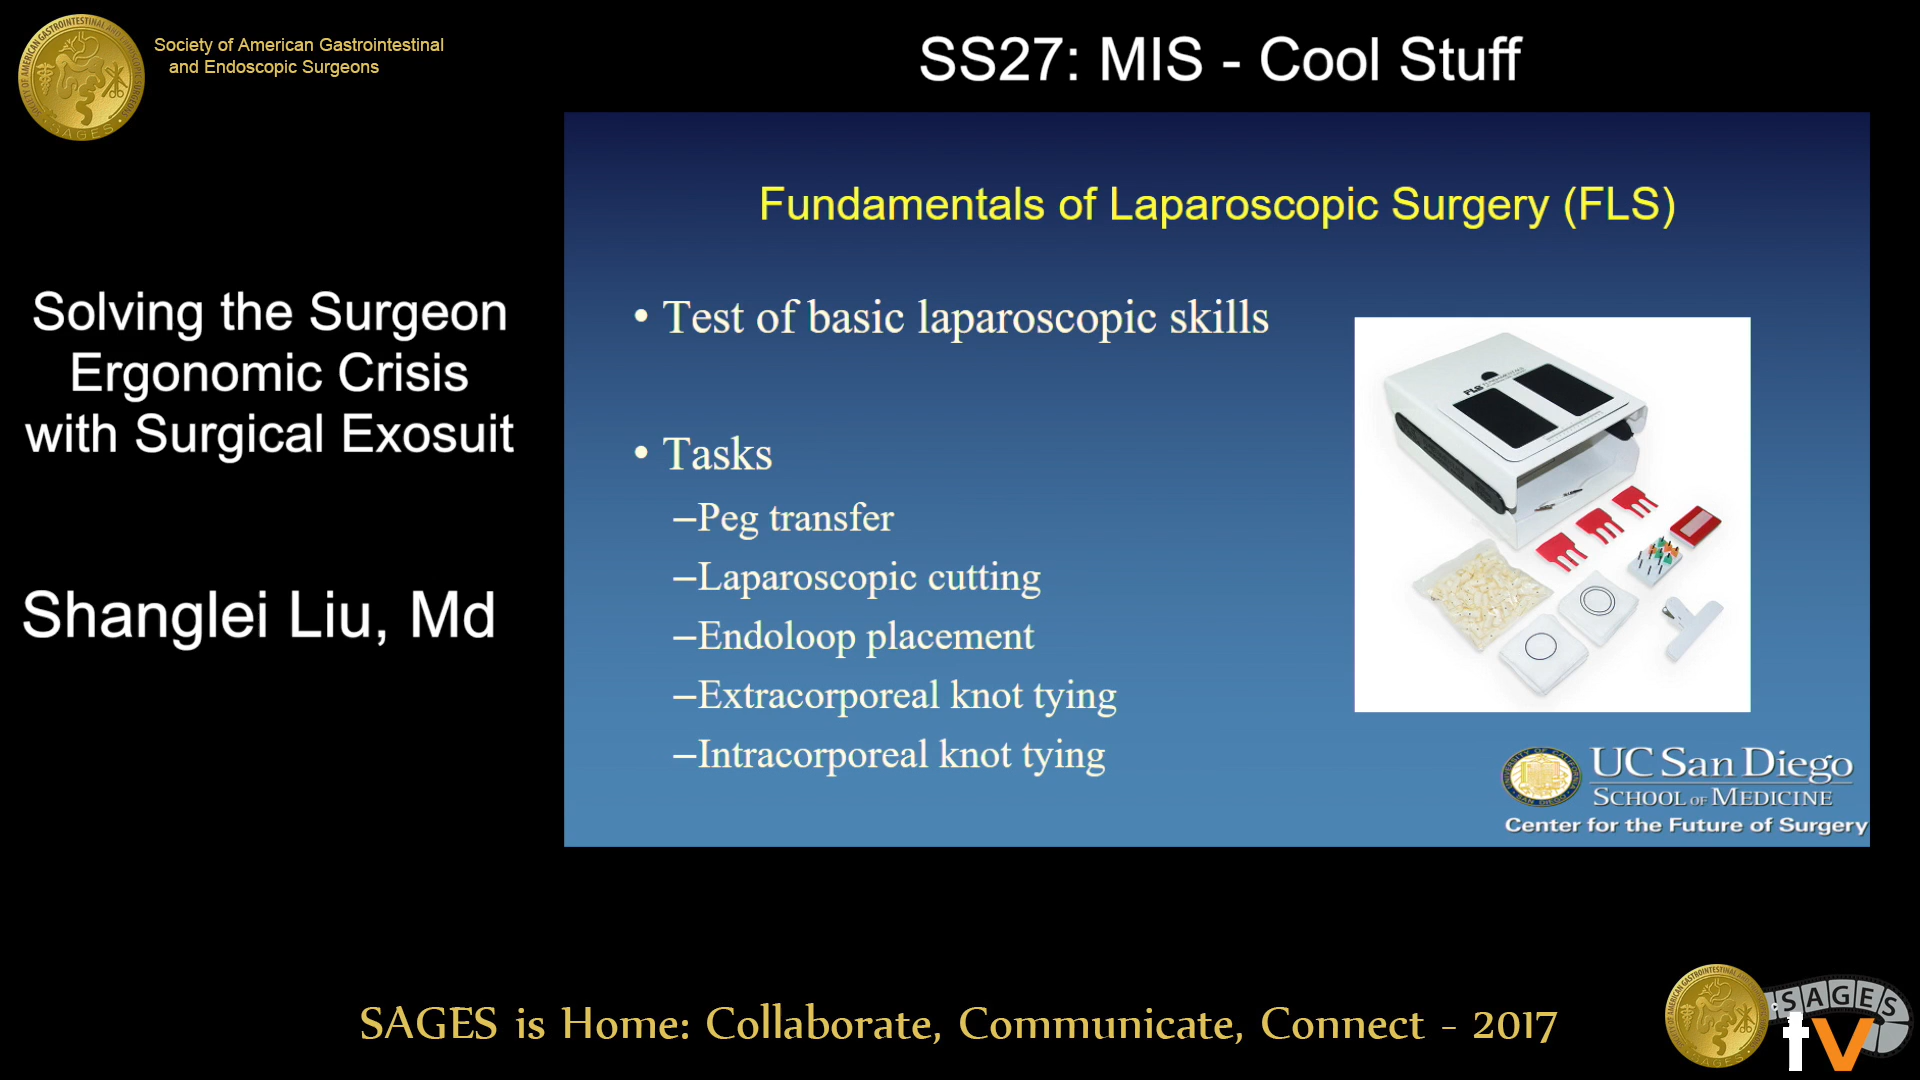 Society of American Gastrointestinal
and Endoscopic Surgeons
SS27: MIS - Cool Stuff
Solving the Surgeon
Ergonomic Crisis
with Surgical Exosuit
Shanglei Liu, Md
Fundamentals of Laparoscopic Surgery (FLS)
• Test of basic laparoscopic skills
• Tasks
–Peg transfer
–Laparoscopic cutting
–Endoloop placement
–Extracorporeal knot tying
–Intracorporeal knot tying
FLS
UC San Diego
SCHOOL OF MEDICINE
Center for the Future of Surgery
SAGES is Home: Collaborate, Communicate, Connect - 2017
SAGES
tv